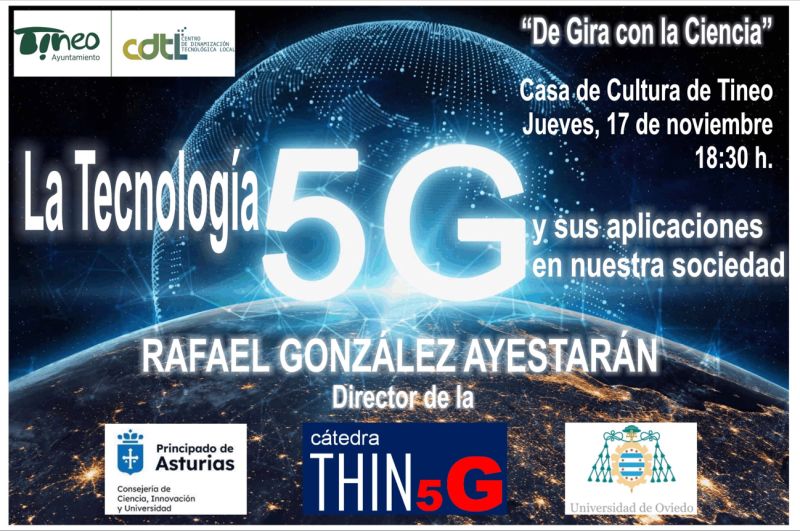 Tineo
Ayuntamiento
cdtl
CENTRO
DE DINAMIZACIÓN
TECNOLÓGICA LOCAL
“De Gira con la Ciencia”
Casa de Cultura de Tineo
Jueves, 17 de noviembre
18:30 h.
La Tecnología
5G
y sus aplicaciones
en nuestra sociedad
RAFAEL GONZÁLEZ AYESTARÁN
Director de la
Principado de
Asturias
Consejería de
Ciencia, Innovación
y Universidad
cátedra
THIN5G
Universidad de Oviedo